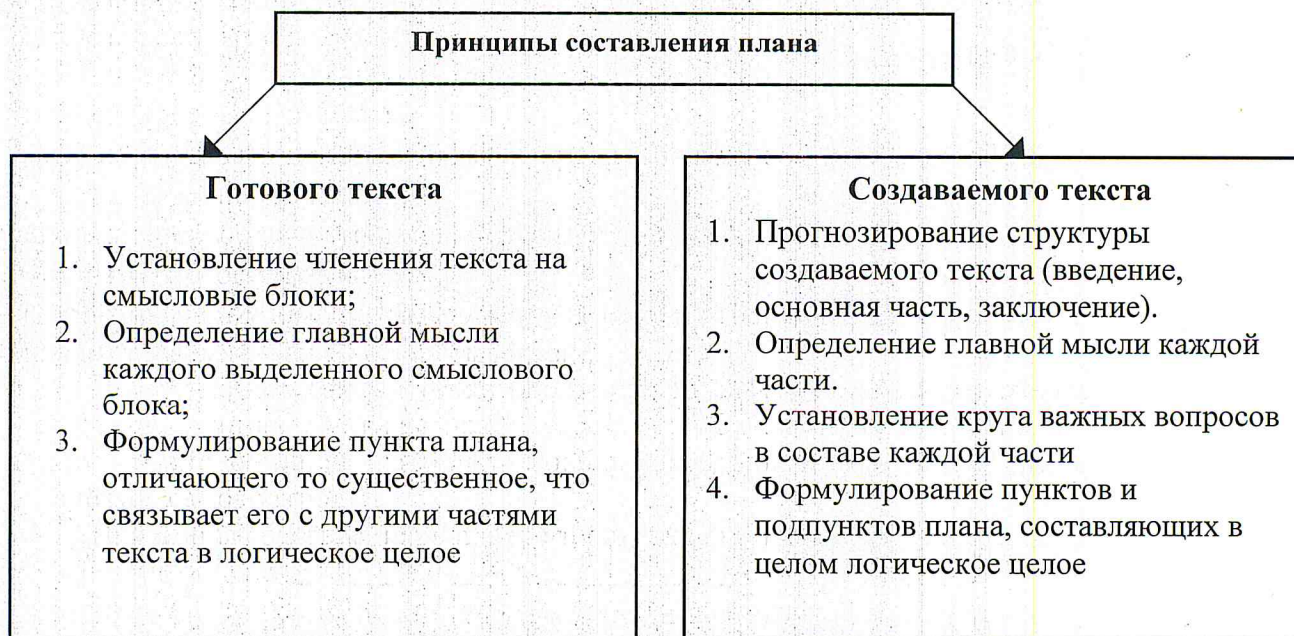 Принципы составления плана
Готового текста
1. Установление членения текста на
смысловые блоки;
2. Определение главной мысли
каждого выделенного смыслового
блока;
3. Формулирование пункта плана,
отличающего то существенное, что
связывает его с другими частями
текста в логическое целое
Создаваемого текста
1. Прогнозирование структуры
создаваемого текста (введение,
основная часть, заключение).
2. Определение главной мысли каждой
части.
3. Установление круга важных вопросов
в составе каждой части
4. Формулирование пунктов и
подпунктов плана, составляющих в
целом логическое целое